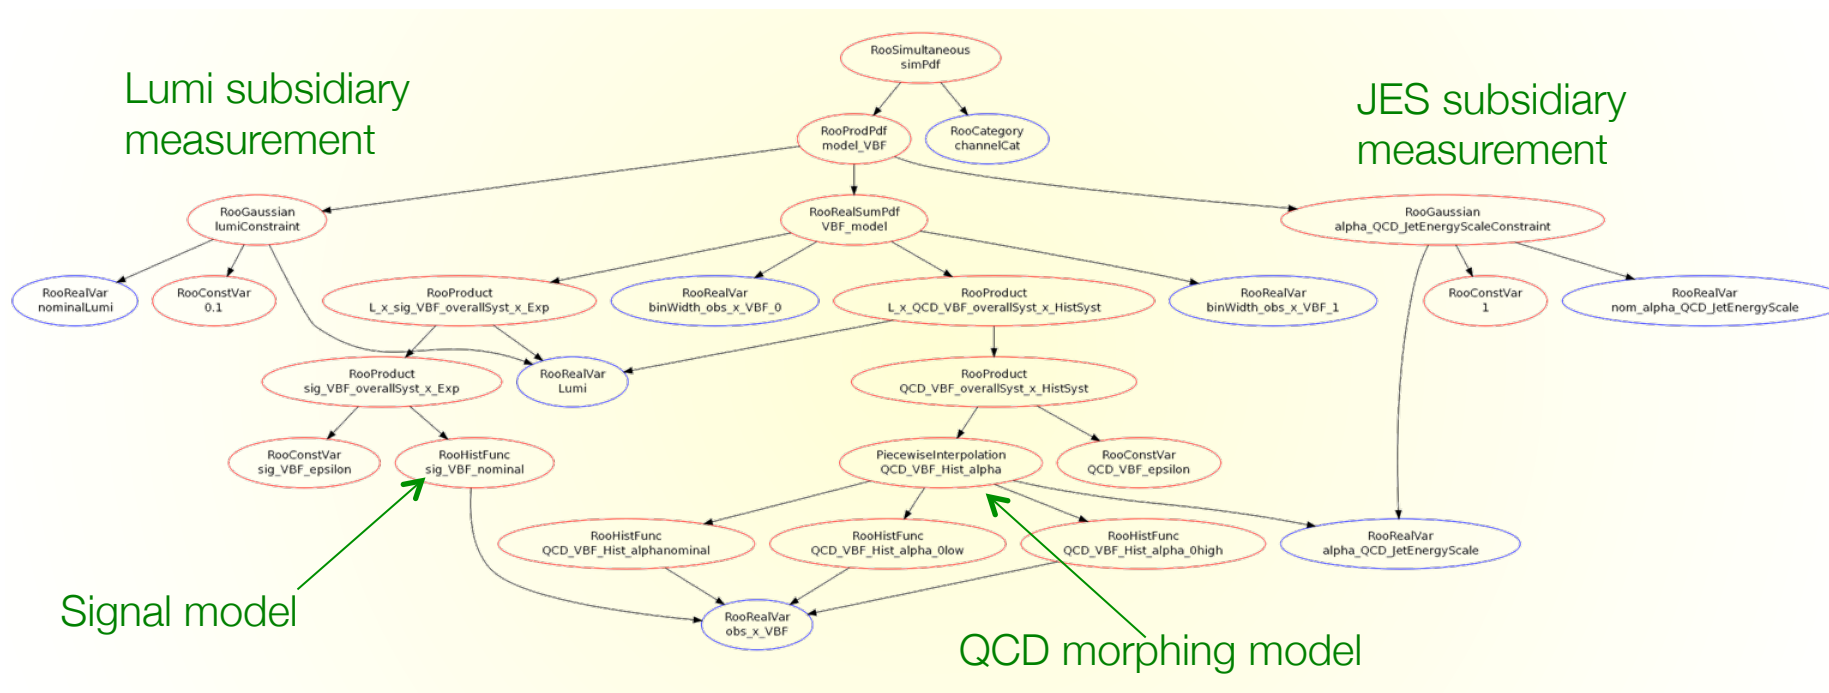 RooSimultaneous
simPdf
Lumi subsidiary
measurement
JES subsidiary
measurement
RooProdPdf
model_VBF
RooCategory
channelCat
RooGaussian
lumiConstraint
RooRealSumPdf
VBF_model
RooGaussian
alpha_QCD_JetEnergyScaleConstraint
RooRealVar
nominalLumi
RooConstVar
0.1
RooProduct
L_x_sig_VBF_overallSyst_x_Exp
RooRealVar
binWidth_obs_x_VBF_0
RooProduct
L_x_QCD_VBF_overallSyst_x_HistSyst
RooRealVar
binWidth_obs_x_VBF_1
RooConstVar
1
RooRealVar
nom_alpha_QCD_JetEnergyScale
RooProduct
sig_VBF_overallSyst_x_Exp
RooRealVar
Lumi
RooProduct
QCD_VBF_overallSyst_x_HistSyst
RooConstVar
sig_VBF_epsilon
RooHistFunc
sig_VBF_nominal
PiecewiseInterpolation
QCD_VBF_Hist_alpha
RooConstVar
QCD_VBF_epsilon
RooHistFunc
QCD_VBF_Hist_alphanominal
RooHistFunc
QCD_VBF_Hist_alpha_0low
RooHistFunc
QCD_VBF_Hist_alpha_0high
RooRealVar
alpha_QCD_JetEnergyScale
Signal model
RooRealVar
obs_x_VBF
QCD morphing model